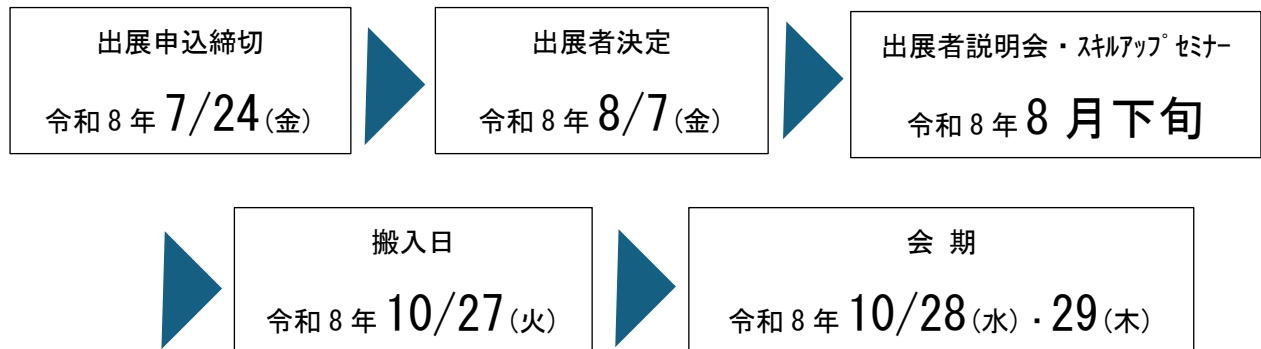 出展申込締切
令和8年 7/24(金)
出展者決定
令和8年 8/7(金)
出展者説明会・ｽｷﾙｱｯﾌﾟｾﾐﾅｰ
令和8年 8月下旬
搬入日
令和8年 10/27(火)
会 期
令和8年 10/28(水)・29(木)